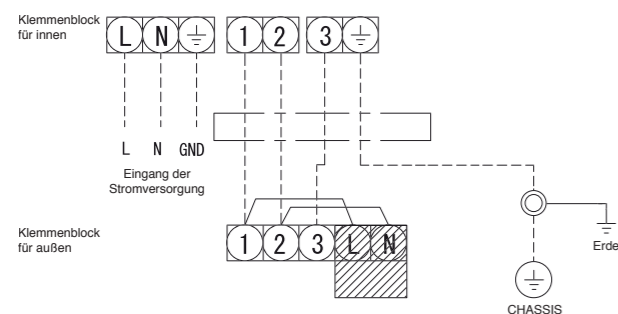 Klemmenblock
für innen
L N 1 2 3
L N GND
Eingang der
Stromversorgung
Klemmenblock
für außen
1 2 3 L N
Erde
CHASSIS